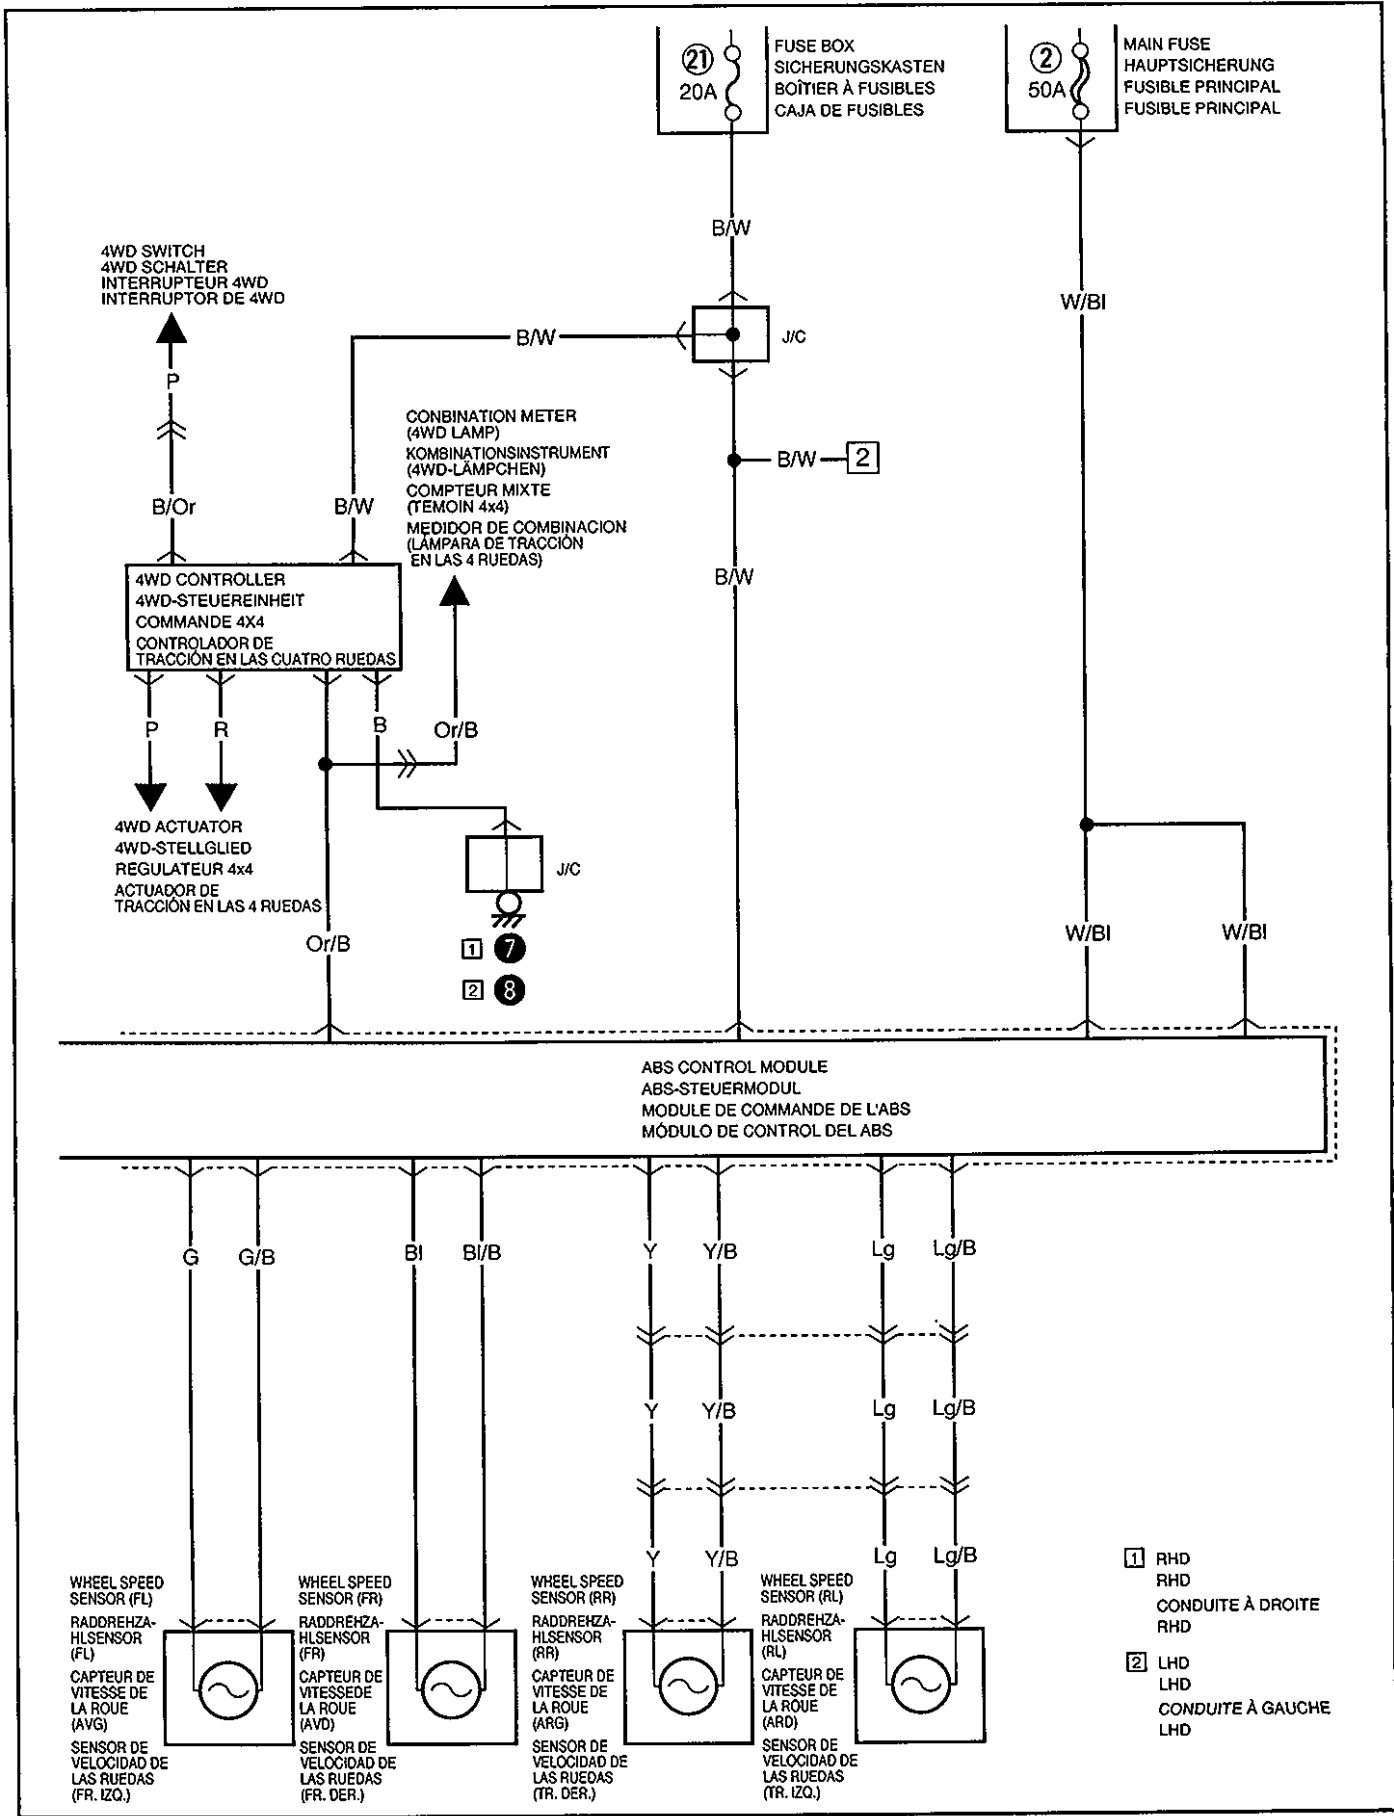 21
20A
FUSE BOX
SICHERUNGSKASTEN
BOÎTIER À FUSIBLES
CAJA DE FUSIBLES
2
50A
MAIN FUSE
HAUPTSICHERUNG
FUSIBLE PRINCIPAL
FUSIBLE PRINCIPAL
B/W
4WD SWITCH
4WD SCHALTER
INTERRUPTEUR 4WD
INTERRUPTOR DE 4WD
W/Bl
B/W
J/C
P
CONBINATION METER
(4WD LAMP)
KOMBINATIONSINSTRUMENT
(4WD-LÄMPCHEN)
COMPTEUR MIXTE
(TEMOIN 4x4)
MEDIDOR DE COMBINACION
(LÁMPARA DE TRACCIÓN
EN LAS 4 RUEDAS)
B/W
2
B/Or
B/W
B/W
4WD CONTROLLER
4WD-STEUEREINHEIT
COMMANDE 4X4
CONTROLADOR DE
TRACCIÓN EN LAS CUATRO RUEDAS
P
R
B
Or/B
4WD ACTUATOR
4WD-STELLGLIED
REGULATEUR 4x4
ACTUADOR DE
TRACCIÓN EN LAS 4 RUEDAS
J/C
Or/B
1 7
2 8
W/Bl
W/Bl
ABS CONTROL MODULE
ABS-STEUERMODUL
MODULE DE COMMANDE DE L'ABS
MÓDULO DE CONTROL DEL ABS
G
G/B
Bl
Bl/B
Y
Y/B
Lg
Lg/B
Y
Y/B
Lg
Lg/B
Y
Y/B
Lg
Lg/B
WHEEL SPEED
SENSOR (FL)
RADDREHZA-
HLSENSOR
(FL)
CAPTEUR DE
VITESSE DE
LA ROUE
(AVG)
SENSOR DE
VELOCIDAD DE
LAS RUEDAS
(FR. IZQ.)
WHEEL SPEED
SENSOR (FR)
RADDREHZA-
HLSENSOR
(FR)
CAPTEUR DE
VITESSEDE
LA ROUE
(AVD)
SENSOR DE
VELOCIDAD DE
LAS RUEDAS
(FR. DER.)
WHEEL SPEED
SENSOR (RR)
RADDREHZA-
HLSENSOR
(RR)
CAPTEUR DE
VITESSE DE
LA ROUE
(ARG)
SENSOR DE
VELOCIDAD DE
LAS RUEDAS
(TR. DER.)
WHEEL SPEED
SENSOR (RL)
RADDREHZA-
HLSENSOR
(RL)
CAPTEUR DE
VITESSE DE
LA ROUE
(ARD)
SENSOR DE
VELOCIDAD DE
LAS RUEDAS
(TR. IZQ.)
1 RHD
RHD
CONDUITE À DROITE
RHD
2 LHD
LHD
CONDUITE À GAUCHE
LHD